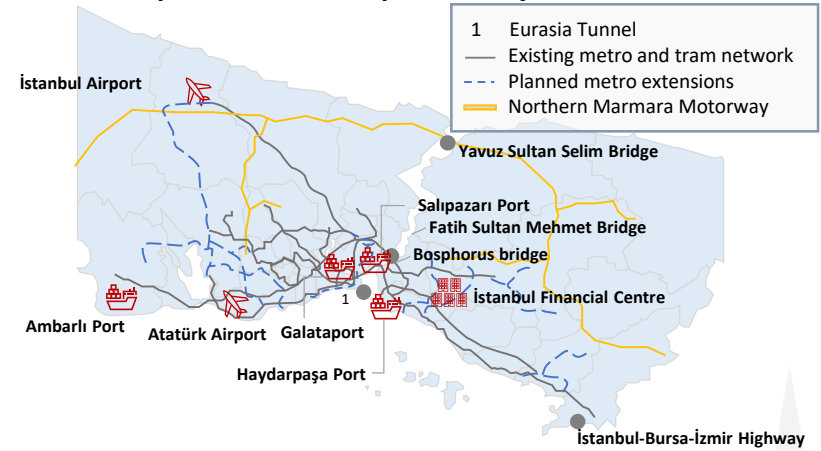 1 Eurasia Tunnel
Existing metro and tram network
Planned metro extensions
Northern Marmara Motorway
İstanbul Airport
Yavuz Sultan Selim Bridge
Salıpazarı Port
Fatih Sultan Mehmet Bridge
Bosphorus bridge
1
İstanbul Financial Centre
Ambarlı Port
Atatürk Airport
Galataport
Haydarpaşa Port
İstanbul-Bursa-İzmir Highway